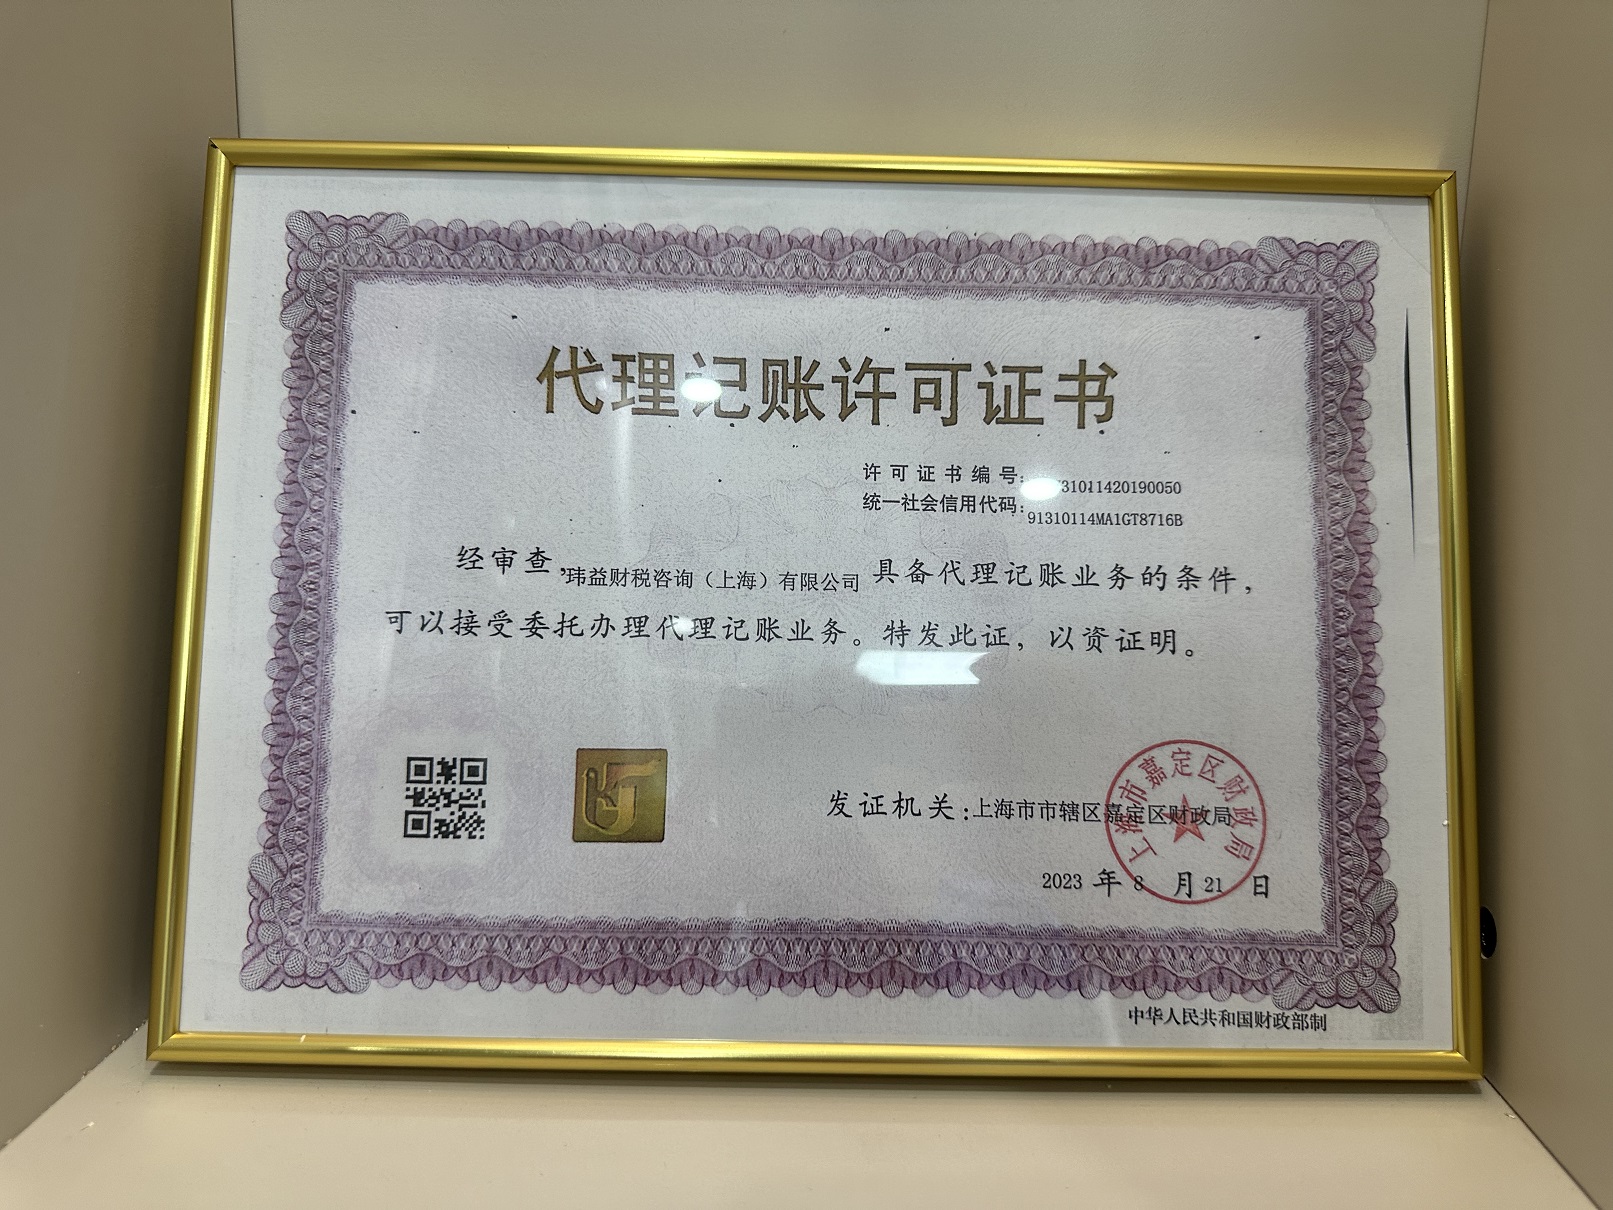 代理记账许可证书
许可证书编号：31011420190050
统一社会信用代码：91310114MA1GT8716B
经审查，玮益财税咨询（上海）有限公司 具备代理记账业务的条件，
可以接受委托办理代理记账业务。特发此证，以资证明。
发证机关：上海市市辖区嘉定区财政局
上海市嘉定区财政局
2023 年 8 月 21 日
中华人民共和国财政部制